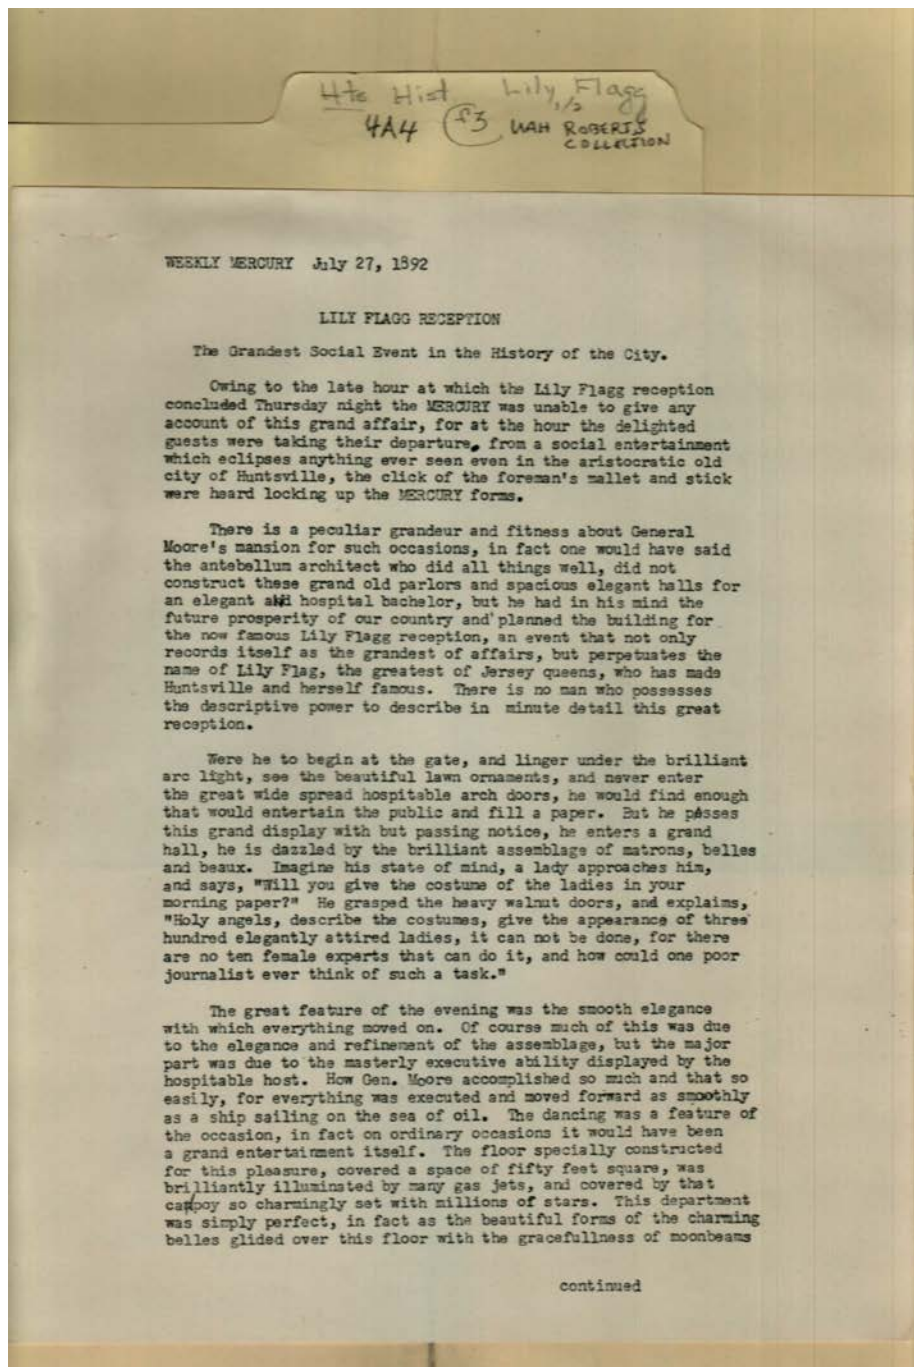 Hts Hist Lily Flagg
1/2
4A4 f3 UAH ROBERTS
COLLECTION
WEEKLY MERCURY July 27, 1892
LILY FLAGG RECEPTION
The Grandest Social Event in the History of the City.
Owing to the late hour at which the Lily Flagg reception
concluded Thursday night the MERCURY was unable to give any
account of this grand affair, for at the hour the delighted
guests were taking their departure, from a social entertainment
which eclipses anything ever seen even in the aristocratic old
city of Huntsville, the click of the foreman's mallet and stick
were heard locking up the MERCURY forms.
There is a peculiar grandeur and fitness about General
Moore's mansion for such occasions, in fact one would have said
the antebellum architect who did all things well, did not
construct these grand old parlors and spacious elegant halls for
an elegant and hospital bachelor, but he had in his mind the
future prosperity of our country and planned the building for
the now famous Lily Flagg reception, an event that not only
records itself as the grandest of affairs, but perpetuates the
name of Lily Flag, the greatest of Jersey queens, who has made
Huntsville and herself famous. There is no man who possesses
the descriptive power to describe in minute detail this great
reception.
Were he to begin at the gate, and linger under the brilliant
arc light, see the beautiful lawn ornaments, and never enter
the great wide spread hospitable arch doors, he would find enough
that would entertain the public and fill a paper. But he passes
this grand display with but passing notice, he enters a grand
hall, he is dazzled by the brilliant assemblage of matrons, belles
and beaux. Imagine his state of mind, a lady approaches him,
and says, "Will you give the costume of the ladies in your
morning paper?" He grasped the heavy walnut doors, and explains,
"Holy angels, describe the costumes, give the appearance of three
hundred elegantly attired ladies, it can not be done, for there
are no ten female experts that can do it, and how could one poor
journalist ever think of such a task."
The great feature of the evening was the smooth elegance
with which everything moved on. Of course much of this was due
to the elegance and refinement of the assemblage, but the major
part was due to the masterly executive ability displayed by the
hospitable host. How Gen. Moore accomplished so much and that so
easily, for everything was executed and moved forward as smoothly
as a ship sailing on the sea of oil. The dancing was a feature of
the occasion, in fact on ordinary occasions it would have been
a grand entertainment itself. The floor specially constructed
for this pleasure, covered a space of fifty feet square, was
brilliantly illuminated by many gas jets, and covered by that
canpoy so charmingly set with millions of stars. This department
was simply perfect, in fact as the beautiful forms of the charming
belles glided over this floor with the gracefullness of moonbeams
continued